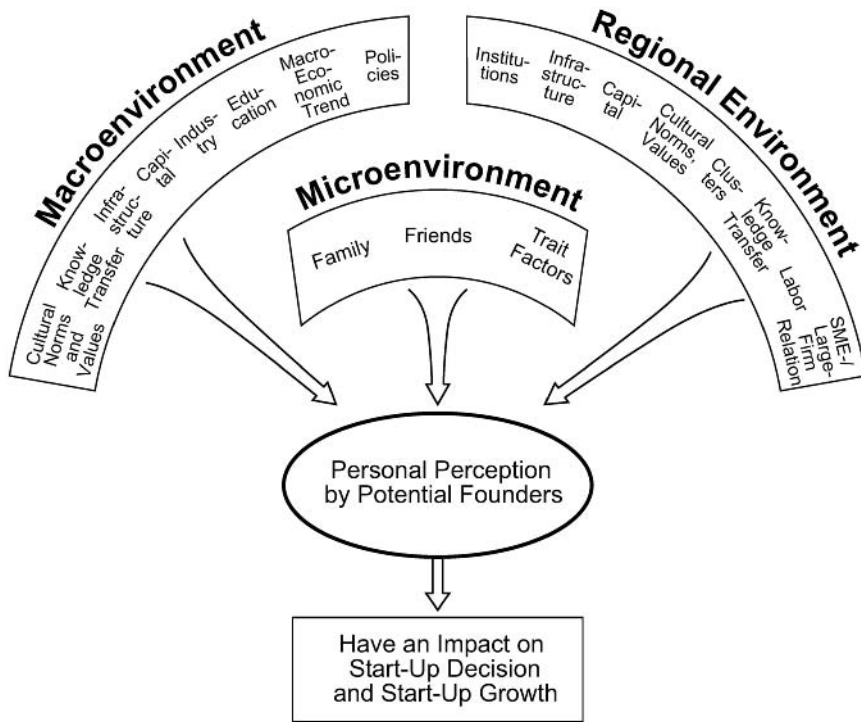 Macroenvironment
Cultural
Norms
and
Values
Know-
ledge
Transfer
Infra-
struc-
ture
Capi-
tal
Indus-
try
Edu-
cation
Macro-
Eco-
nomic
Trend
Poli-
cies
Regional Environment
Institu-
tions
Infra-
struc-
ture
Capi-
tal
Cultural
Norms,
Values
Clus-
ters
Know-
ledge
Transfer
Labor
SME-/
Large-
Firm
Relation
Microenvironment
Family
Friends
Trait
Factors
Personal Perception
by Potential Founders
Have an Impact on
Start-Up Decision
and Start-Up Growth